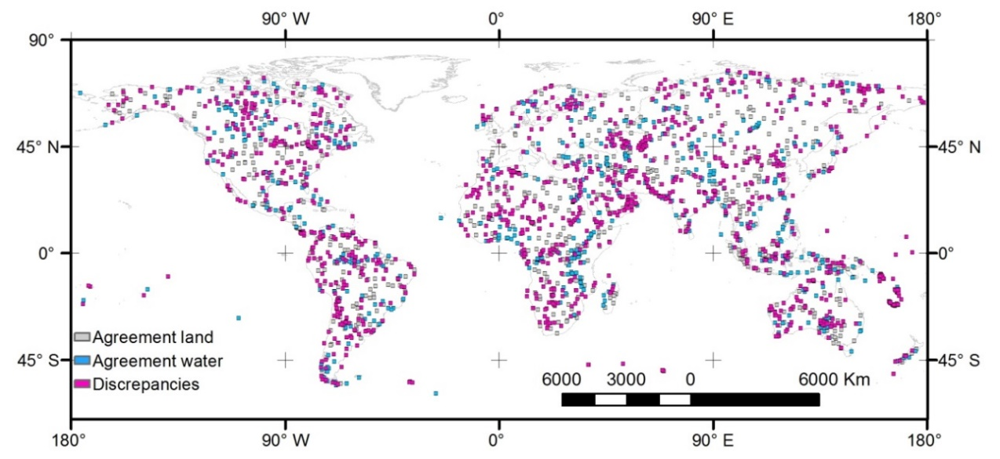 90° W 0° 90° E 180°
90°
45° N 45° N
0° 0°
Agreement land
Agreement water
Discrepancies
45° S 45° S
6000 3000 0 6000 Km
180° 90° W 0° 90° E 180°